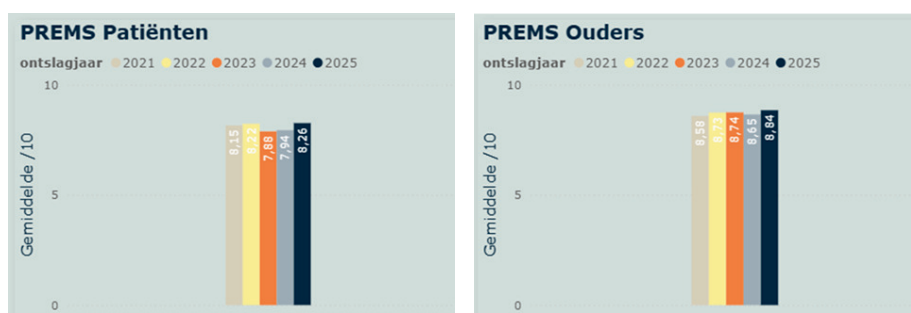 PREMS Patiënten
ontslagjaar 2021 2022 2023 2024 2025
10
5
0
Gemiddelde /10
8,15
8,22
7,88
7,94
8,26
PREMS Ouders
ontslagjaar 2021 2022 2023 2024 2025
10
5
0
Gemiddelde /10
8,58
8,73
8,74
8,65
8,84